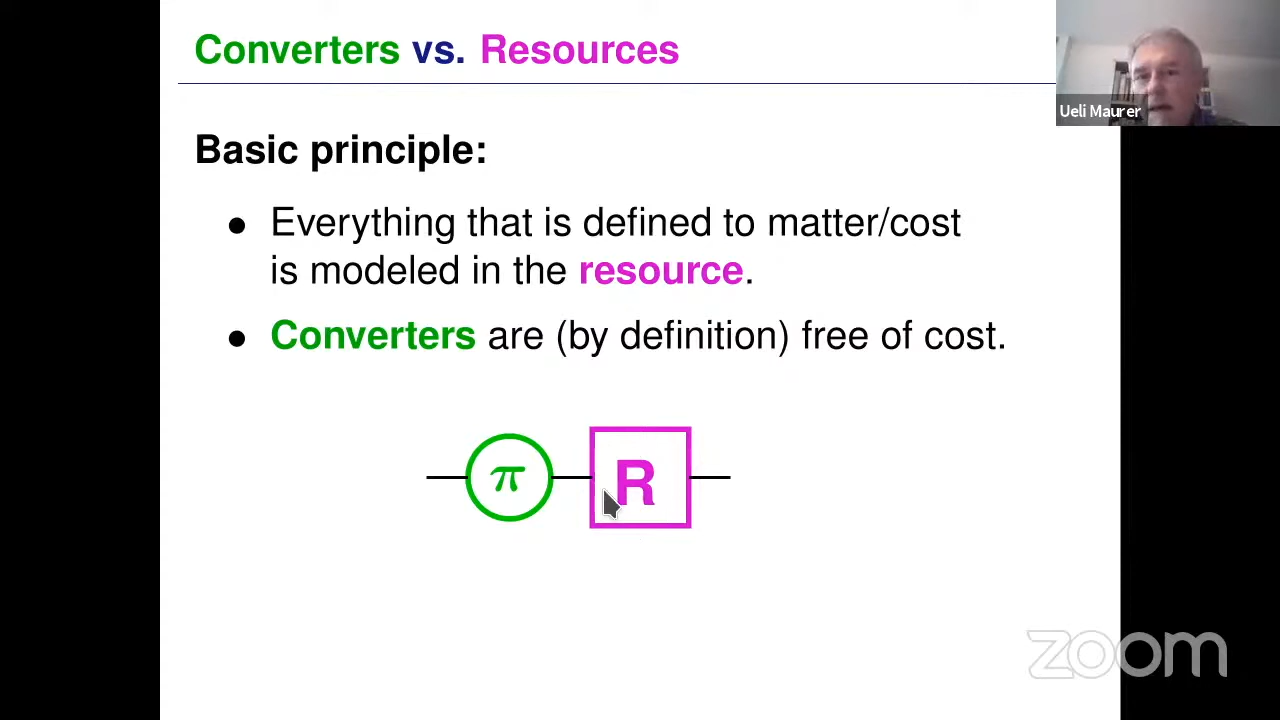 Converters vs. Resources
Ueli Maurer
Basic principle:
● Everything that is defined to matter/cost
is modeled in the resource.
● Converters are (by definition) free of cost.
π R
zoom